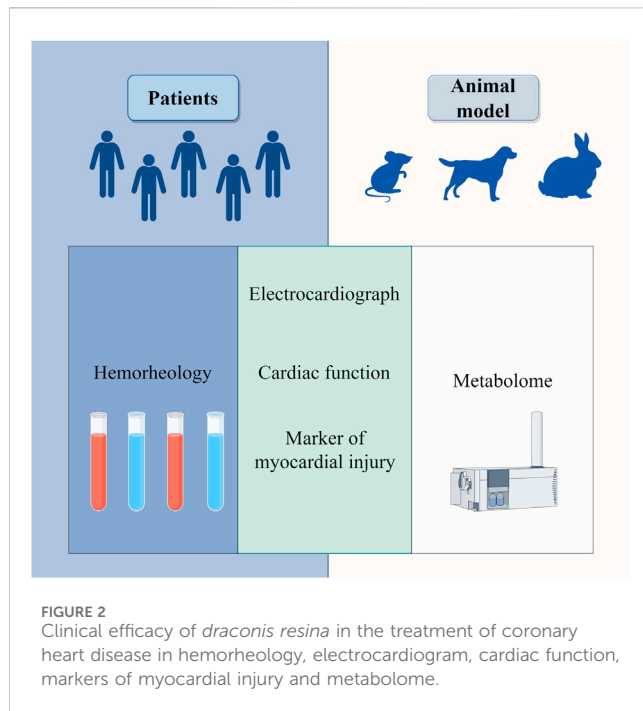 Patients
Animal
model
Electrocardiograph
Hemorheology
Cardiac function
Metabolome
Marker of
myocardial injury
FIGURE 2
Clinical efficacy of draconis resina in the treatment of coronary
heart disease in hemorheology, electrocardiogram, cardiac function,
markers of myocardial injury and metabolome.